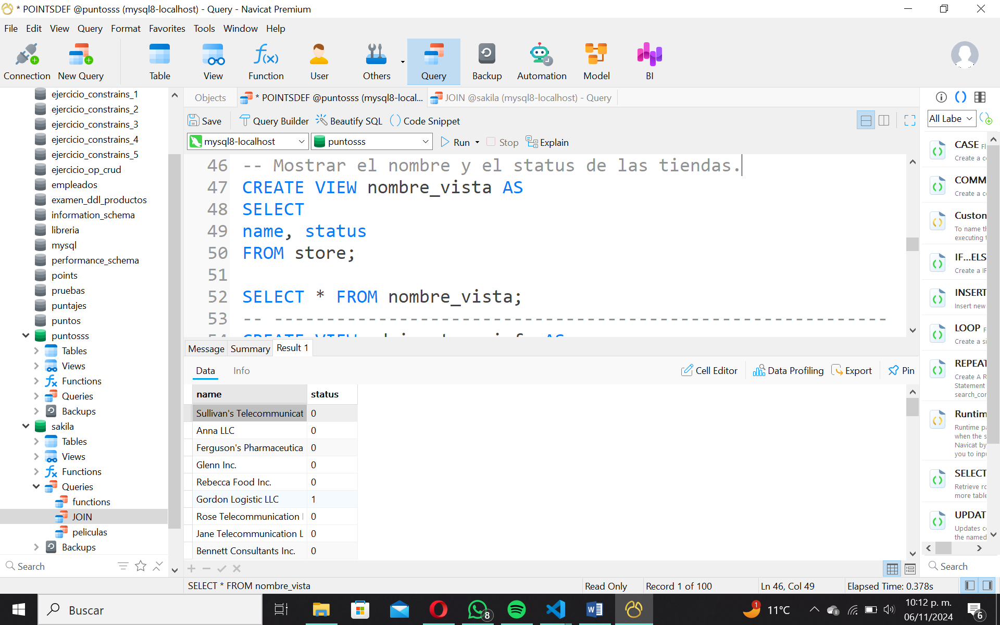 * POINTSDEF @puntosss (mysql8-localhost) - Query - Navicat Premium
File Edit View Query Format Favorites Tools Window Help
Connection New Query Table View Function User Others Query Backup Automation Model BI
Objects * POINTSDEF @puntosss (mysql8-local... JOIN @sakila (mysql8-localhost) - Query
Save Query Builder Beautify SQL Code Snippet
mysql8-localhost puntosss Run Stop Explain
ejercicio_constrains_1
ejercicio_constrains_2
ejercicio_constrains_3
ejercicio_constrains_4
ejercicio_constrains_5
ejercicio_op_crud
empleados
examen_ddl_productos
information_schema
libreria
mysql
performance_schema
points
pruebas
puntajes
puntos
puntosss
Tables
Views
Functions
Queries
Backups
sakila
Tables
Views
Functions
Queries
functions
JOIN
peliculas
Backups
Search
46 -- Mostrar el nombre y el status de las tiendas.
47 CREATE VIEW nombre_vista AS
48 SELECT
49 name, status
50 FROM store;
51
52 SELECT * FROM nombre_vista;
53 -- -----------------------------------------------------------
Message Summary Result 1
Data Info Cell Editor Data Profiling Export Pin
name status
Sullivan's Telecommunicat 0
Anna LLC 0
Ferguson's Pharmaceutica 0
Glenn Inc. 0
Rebecca Food Inc. 0
Gordon Logistic LLC 1
Rose Telecommunication 0
Jane Telecommunication L 0
Bennett Consultants Inc. 0
All Labe
CASE Fl
Create a c
COMM
Create a c
Custon
To name th
executing t
IF...ELS
Create a IF
INSERT
Insert new
LOOP F
Create a si
REPEAT
Create A R
Statement
search_cor
Runtim
Runtime pa
when the s
Navicat by
you to inpu
SELECT
Retrieve ro
more table
UPDAT
Updates co
the named
Search
SELECT * FROM nombre_vista Read Only Record 1 of 100 Ln 46, Col 49 Elapsed Time: 0.378s
Buscar 8 1 11°C 10:12 p. m.
06/11/2024 6